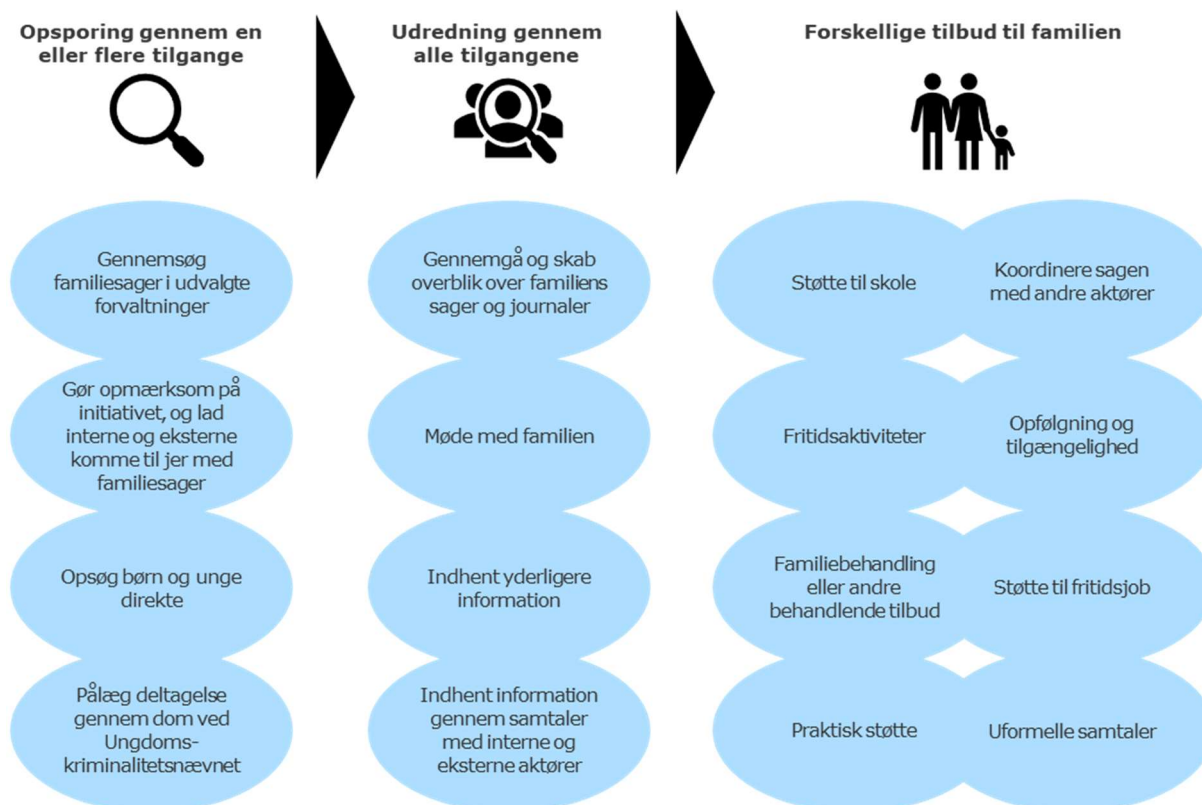 Opsporing gennem en
eller flere tilgange
Udredning gennem
alle tilgangene
Forskellige tilbud til familien
Gennemsøg
familiesager i udvalgte
forvaltninger
Gør opmærksom på
initiativet, og lad
interne og eksterne
komme til jer med
familiesager
Opsøg børn og unge
direkte
Pålæg deltagelse
gennem dom ved
Ungdoms-
kriminalitetsnævnet
Gennemgå og skab
overblik over familiens
sager og journaler
Møde med familien
Indhent yderligere
information
Indhent information
gennem samtaler
med interne og
eksterne aktører
Støtte til skole
Fritidsaktiviteter
Familiebehandling
eller andre
behandlende tilbud
Praktisk støtte
Koordinere sagen
med andre aktører
Opfølgning og
tilgængelighed
Støtte til fritidsjob
Uformelle samtaler